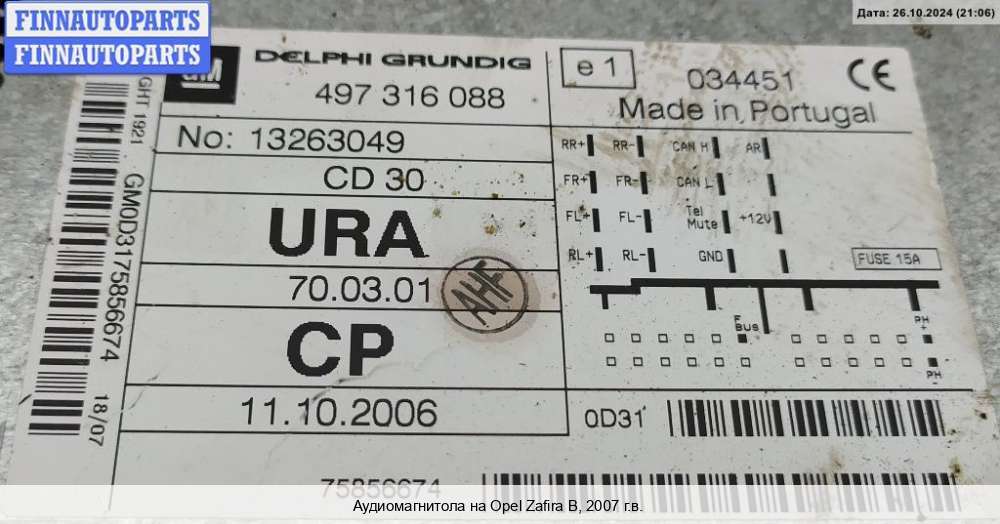 FINNAUTOPARTS
FINNAUTOPARTS
Дата: 26.10.2024 (21:06)
GM
DELPHI GRUNDIG
497 316 088
e 1
034451
CE
Made in Portugal
No: 13263049
CD 30
URA
70.03.01
AHF
CP
11.10.2006
RR+ RR- CAN H AR
FR+ FR- CAN L
FL+ FL- Tel Mute +12V
RL+ RL- GND
FUSE 15A
F BUS
PH +
PH -
0D31
75856674
GHT 1921
GM0D3175856674
18/07
Аудиомагнитола на Opel Zafira B, 2007 г.в.